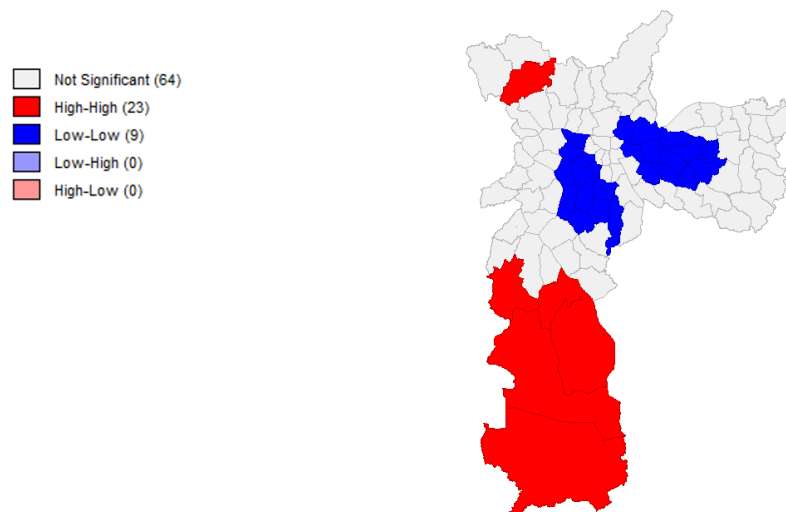 Not Significant (64)
High-High (23)
Low-Low (9)
Low-High (0)
High-Low (0)